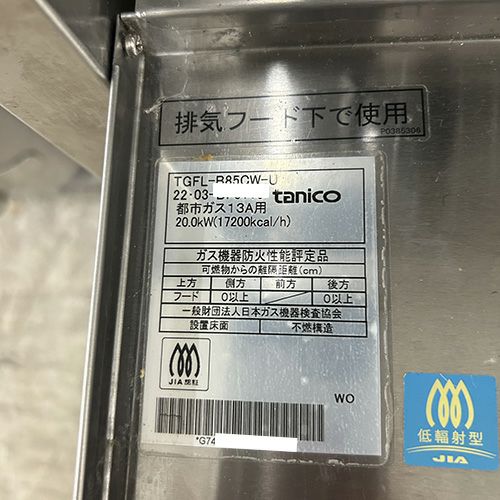 排気フード下で使用
P0385306
TGFL-B85CW-U
22.03 tanico
都市ガス13A用
20.0kW(17200kcal/h)
ガス機器防火性能評定品
可燃物からの離隔距離(cm)
上方 側方 前方 後方
フード 0以上 0以上
一般財団法人日本ガス機器検査協会
設置床面 不燃構造
JIA認証
WO
*G74
低輻射型
JIA